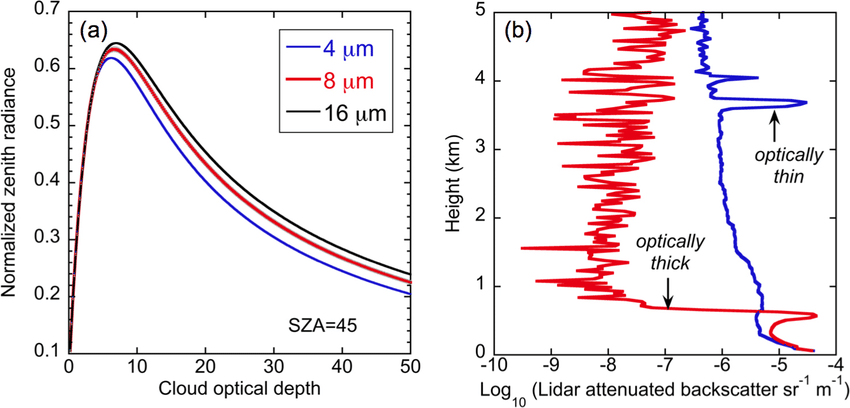 (a)
4 μm
8 μm
16 μm
SZA=45
0.7
0.6
0.5
0.4
0.3
0.2
0.1
Normalized zenith radiance
0 10 20 30 40 50
Cloud optical depth
(b)
optically
thin
optically
thick
5
4
3
2
1
0
Height (km)
-10 -9 -8 -7 -6 -5 -4
Log10 (Lidar attenuated backscatter sr-1 m-1)